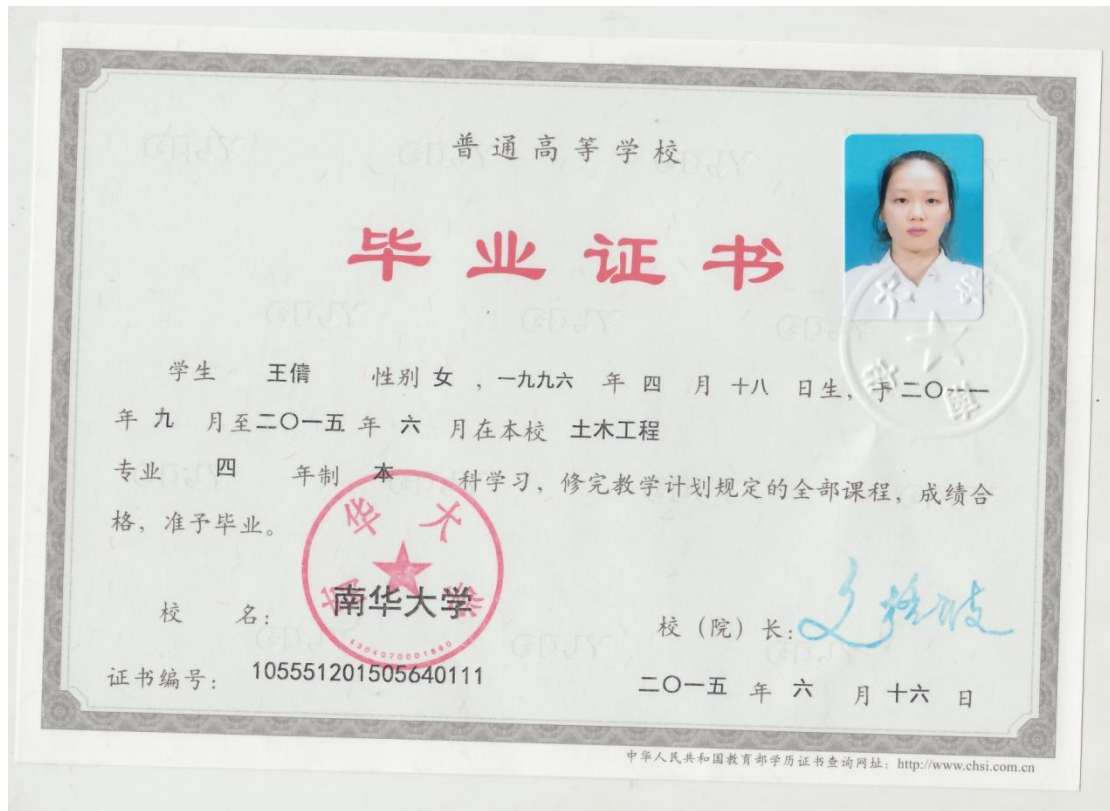 普通高等学校
毕业证书
学生 王倩 性别 女 ,一九九六 年 四 月 十八 日生, 于二〇一一
年 九 月至二〇一五 年 六 月在本校 土木工程
专业 四 年制 本 科学习, 修完教学计划规定的全部课程, 成绩合
格, 准予毕业。
南华大学
4304070001880
校 名: 南华大学
校 (院) 长:
证书编号: 105551201505640111
二〇一五 年 六 月 十六 日
中华人民共和国教育部学历证书查询网址: http://www.chsi.com.cn